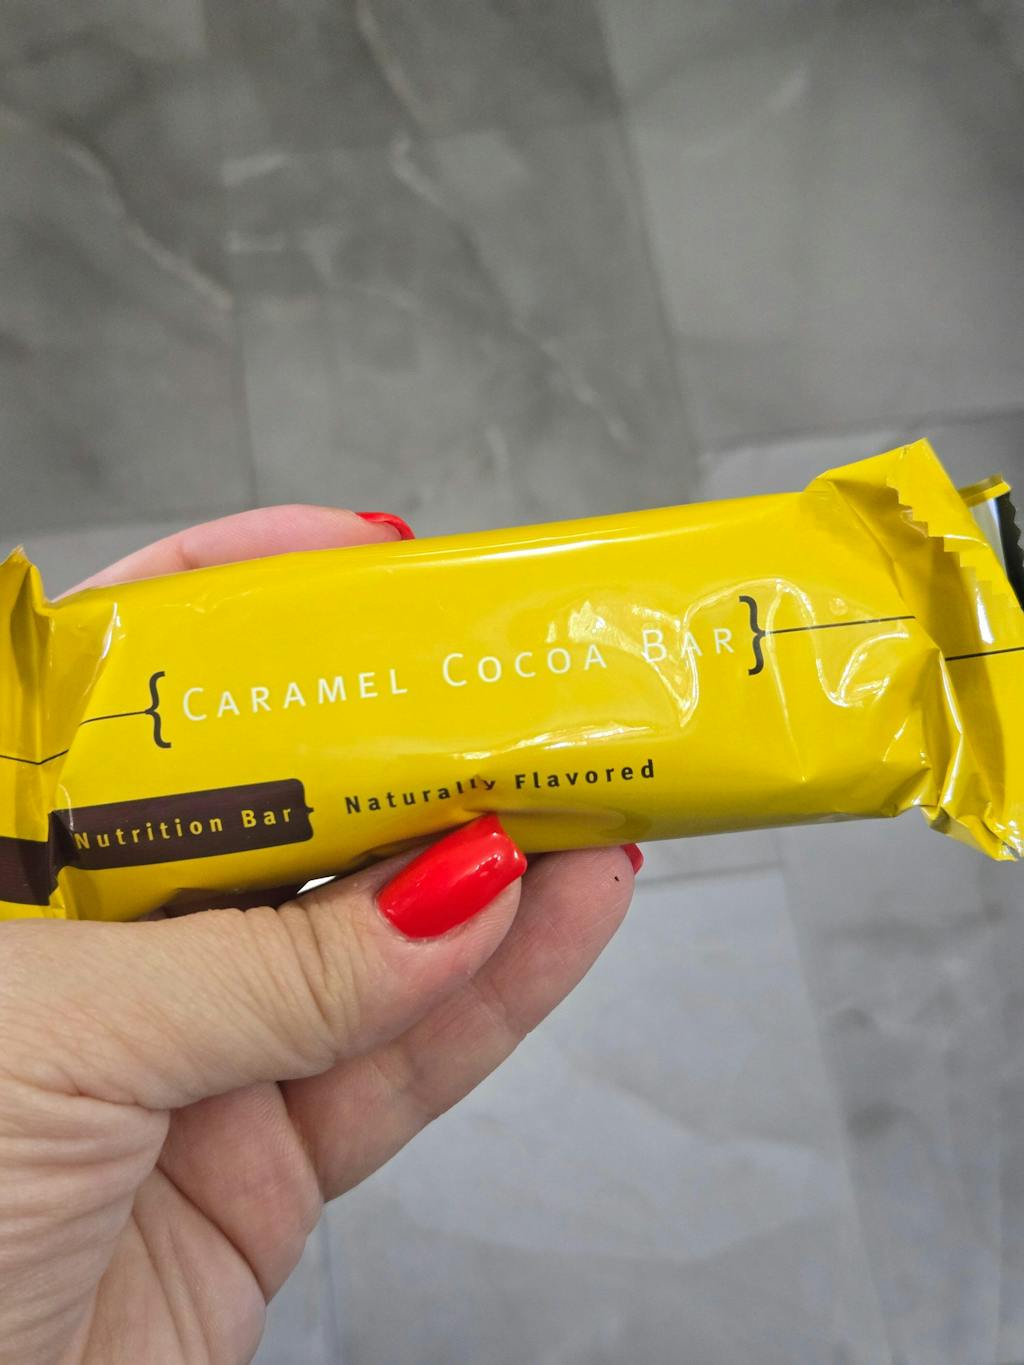 {CARAMEL COCOA BAR}
Nutrition Bar Naturally Flavored